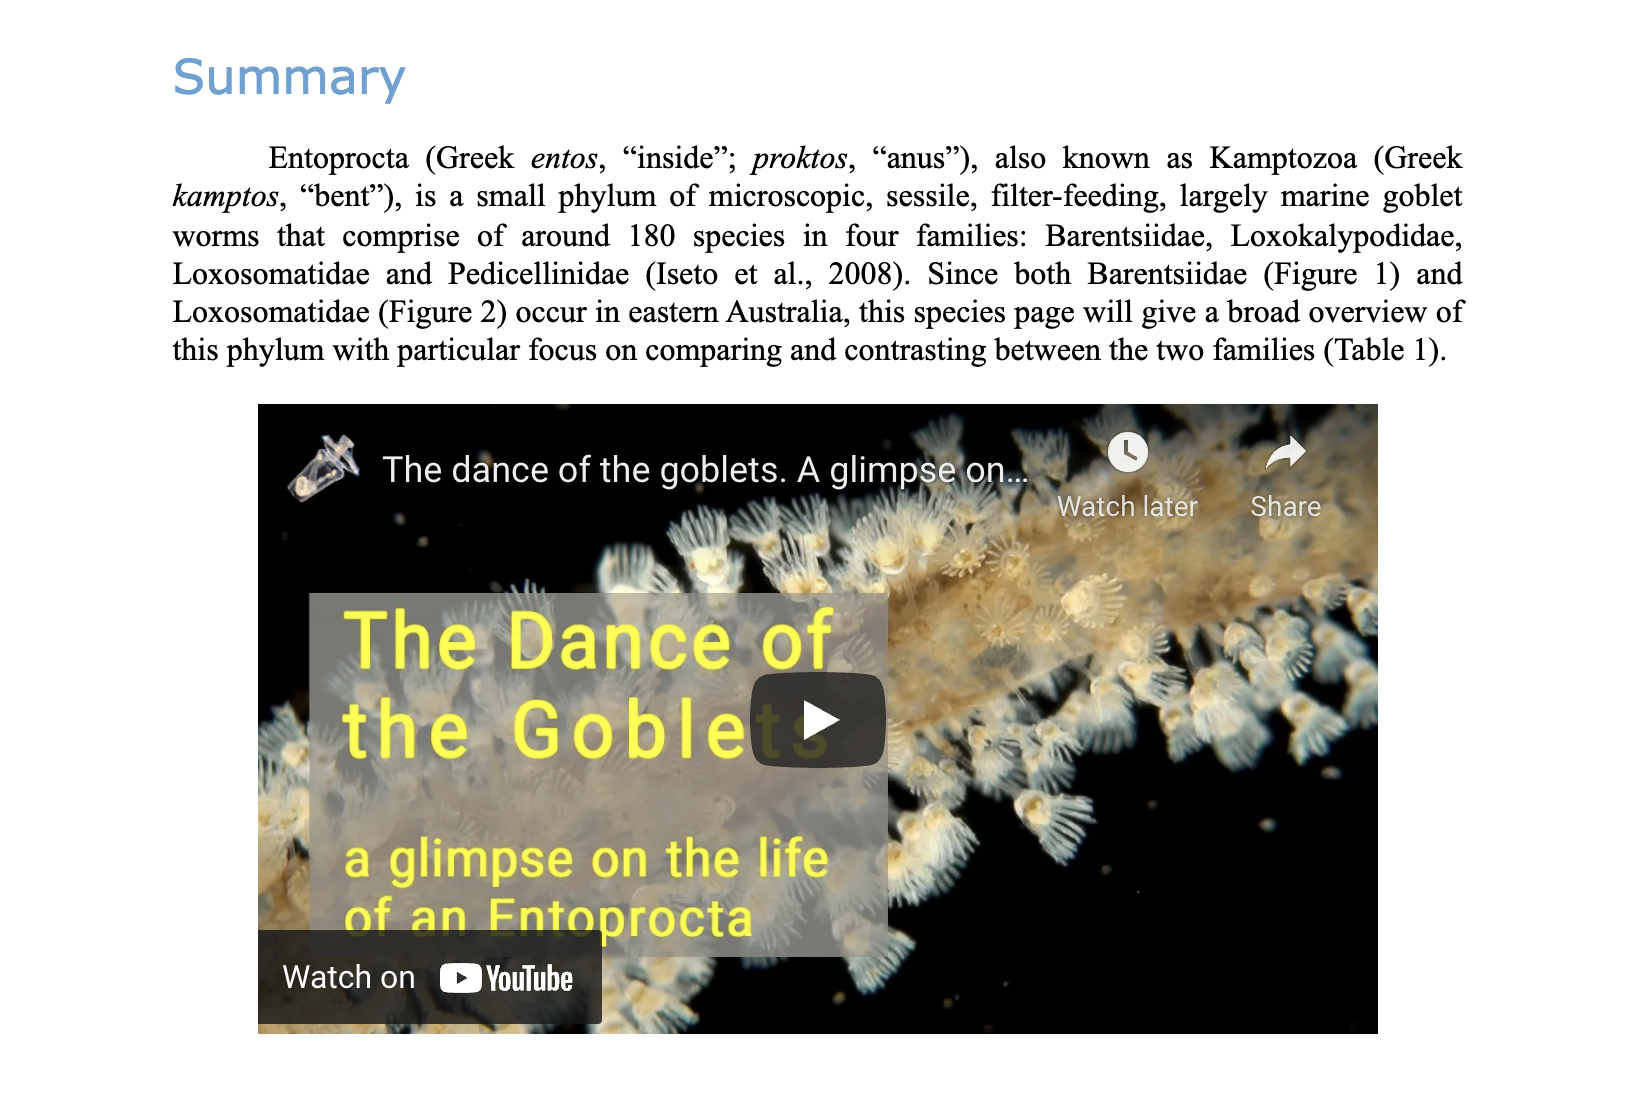 Summary
Entoprocta (Greek entos, “inside”; proktos, “anus”), also known as Kamptozoa (Greek
kamptos, “bent”), is a small phylum of microscopic, sessile, filter-feeding, largely marine goblet
worms that comprise of around 180 species in four families: Barentsiidae, Loxokalypodidae,
Loxosomatidae and Pedicellinidae (Iseto et al., 2008). Since both Barentsiidae (Figure 1) and
Loxosomatidae (Figure 2) occur in eastern Australia, this species page will give a broad overview of
this phylum with particular focus on comparing and contrasting between the two families (Table 1).
The dance of the goblets. A glimpse on...
Watch later
Share
The Dance of
the Goblets
a glimpse on the life
of an Entoprocta
Watch on YouTube